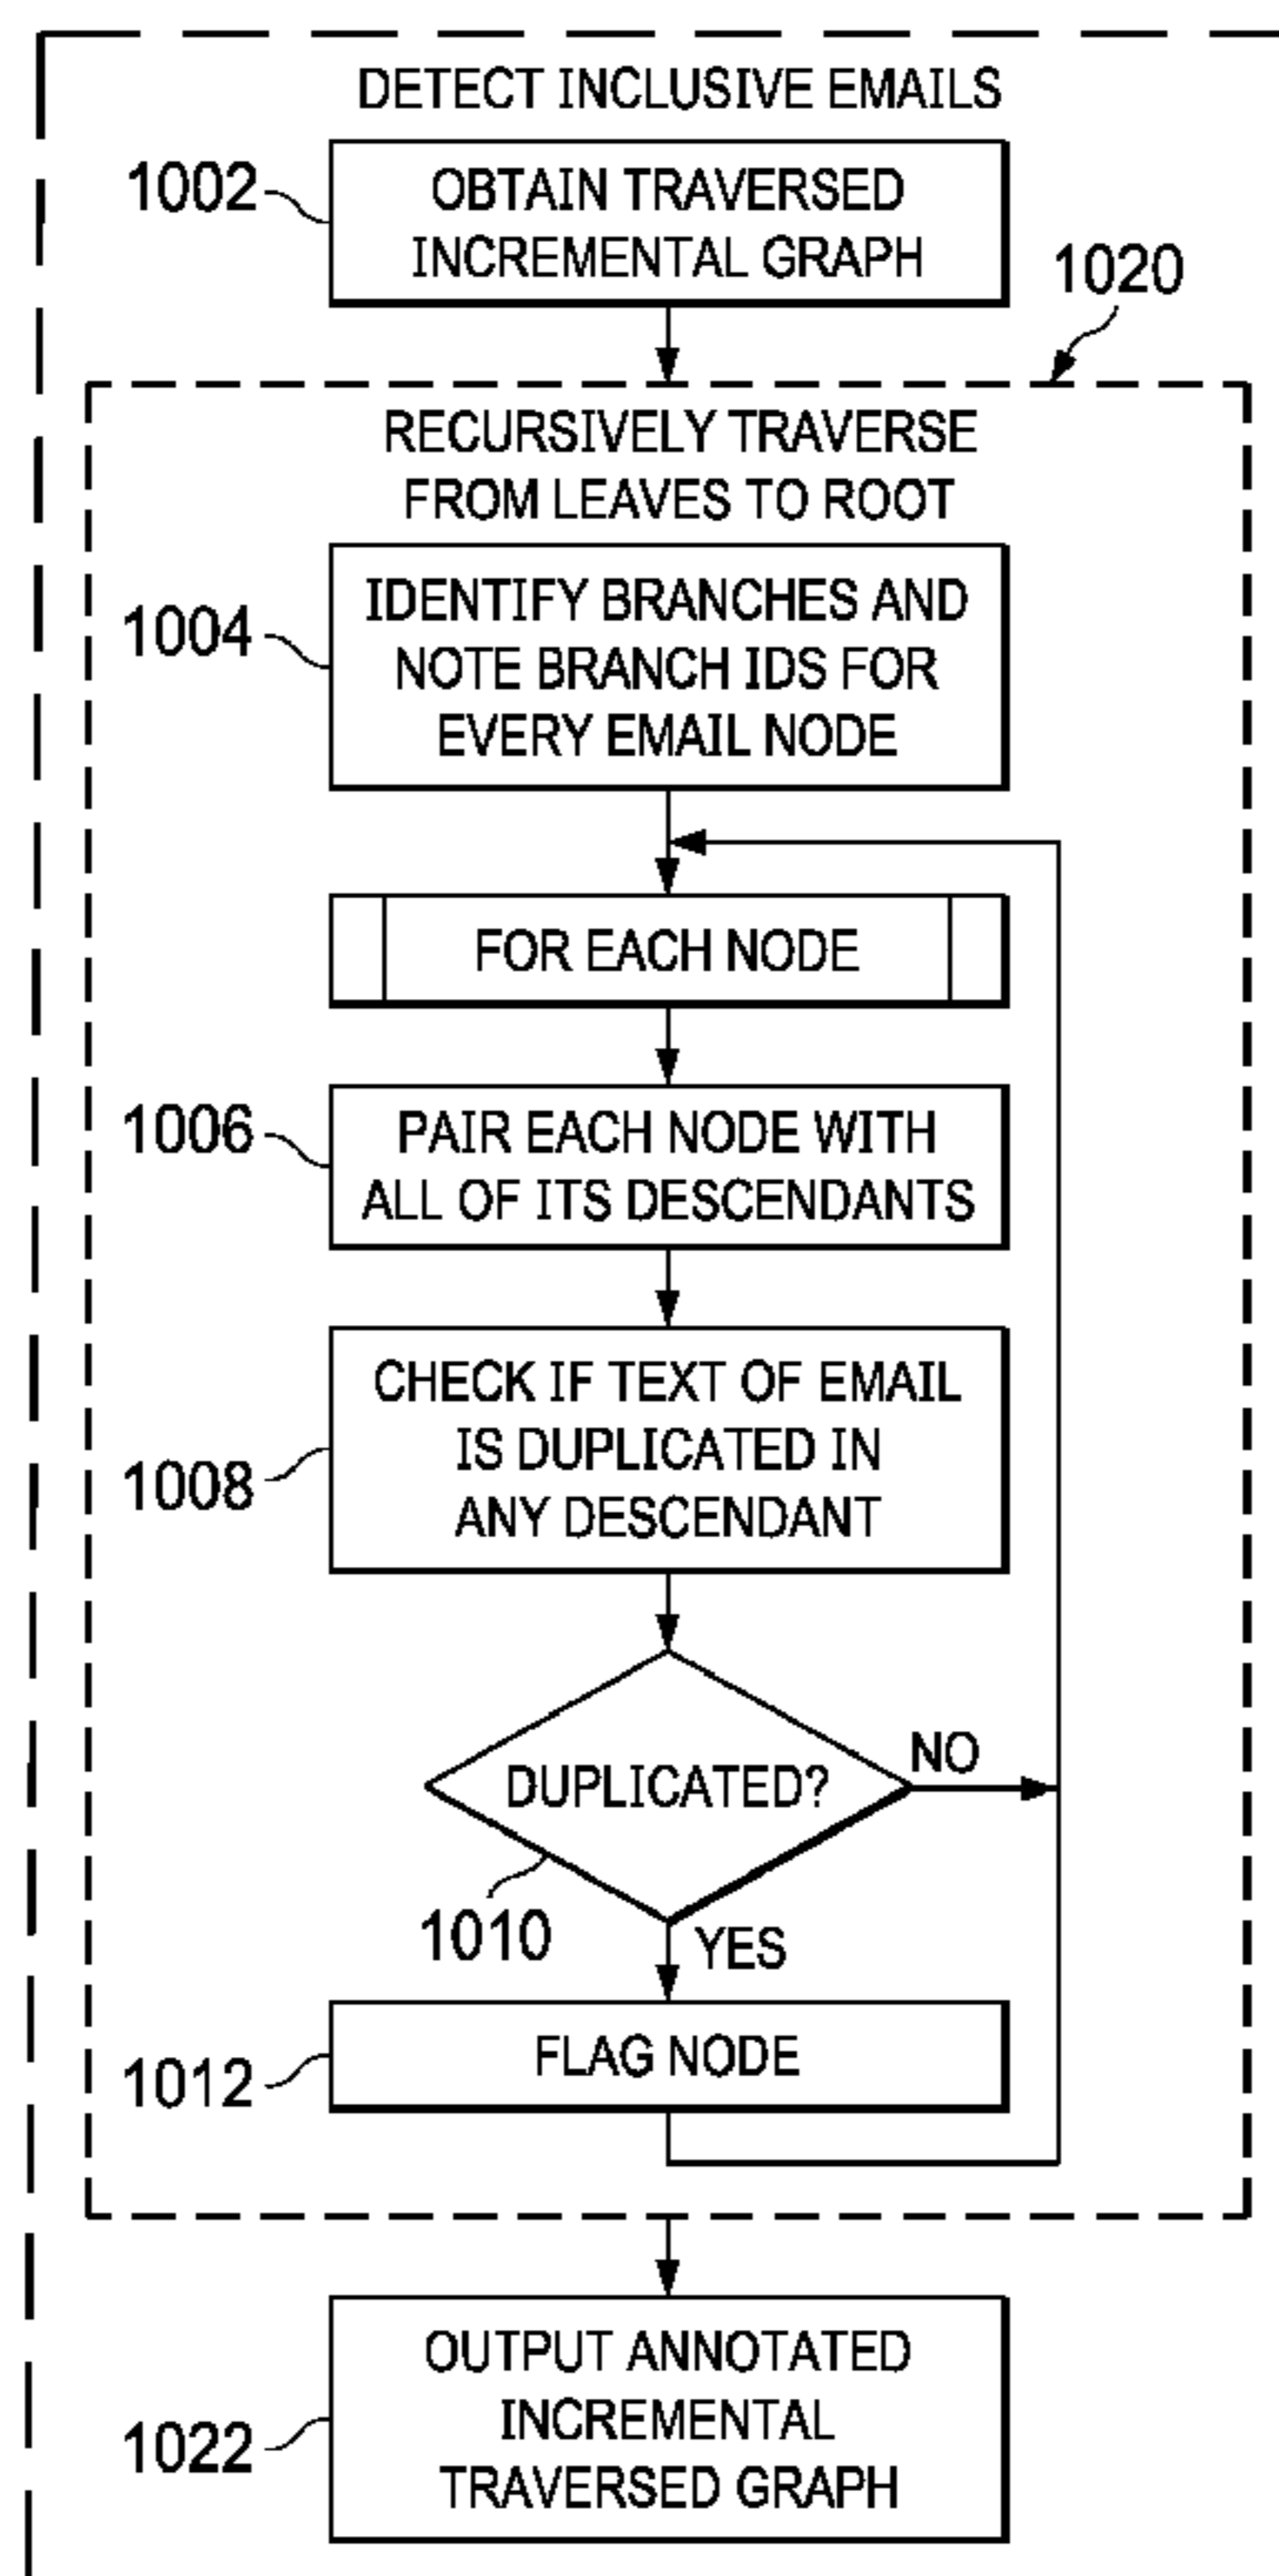 DETECT INCLUSIVE EMAILS
1002
OBTAIN TRAVERSED
INCREMENTAL GRAPH
1020
RECURSIVELY TRAVERSE
FROM LEAVES TO ROOT
1004
IDENTIFY BRANCHES AND
NOTE BRANCH IDS FOR
EVERY EMAIL NODE
FOR EACH NODE
1006
PAIR EACH NODE WITH
ALL OF ITS DESCENDANTS
1008
CHECK IF TEXT OF EMAIL
IS DUPLICATED IN
ANY DESCENDANT
DUPLICATED?
NO
1010
YES
1012
FLAG NODE
1022
OUTPUT ANNOTATED
INCREMENTAL
TRAVERSED GRAPH